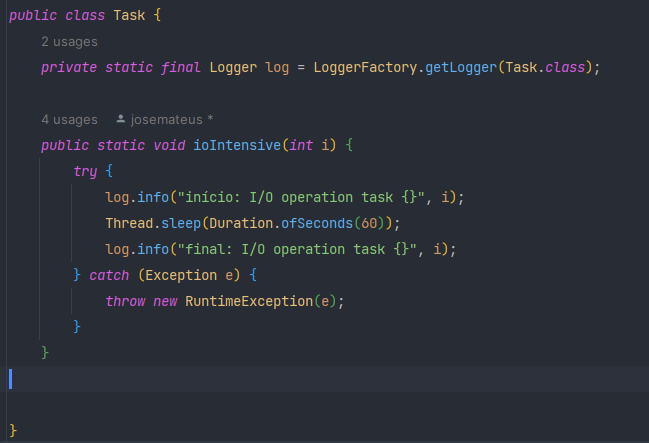 public class Task {
2 usages
private static final Logger log = LoggerFactory.getLogger(Task.class);
4 usages josemateus *
public static void ioIntensive(int i) {
try {
log.info("início: I/O operation task {}", i);
Thread.sleep(Duration.ofSeconds(60));
log.info("final: I/O operation task {}", i);
} catch (Exception e) {
throw new RuntimeException(e);
}
}
}